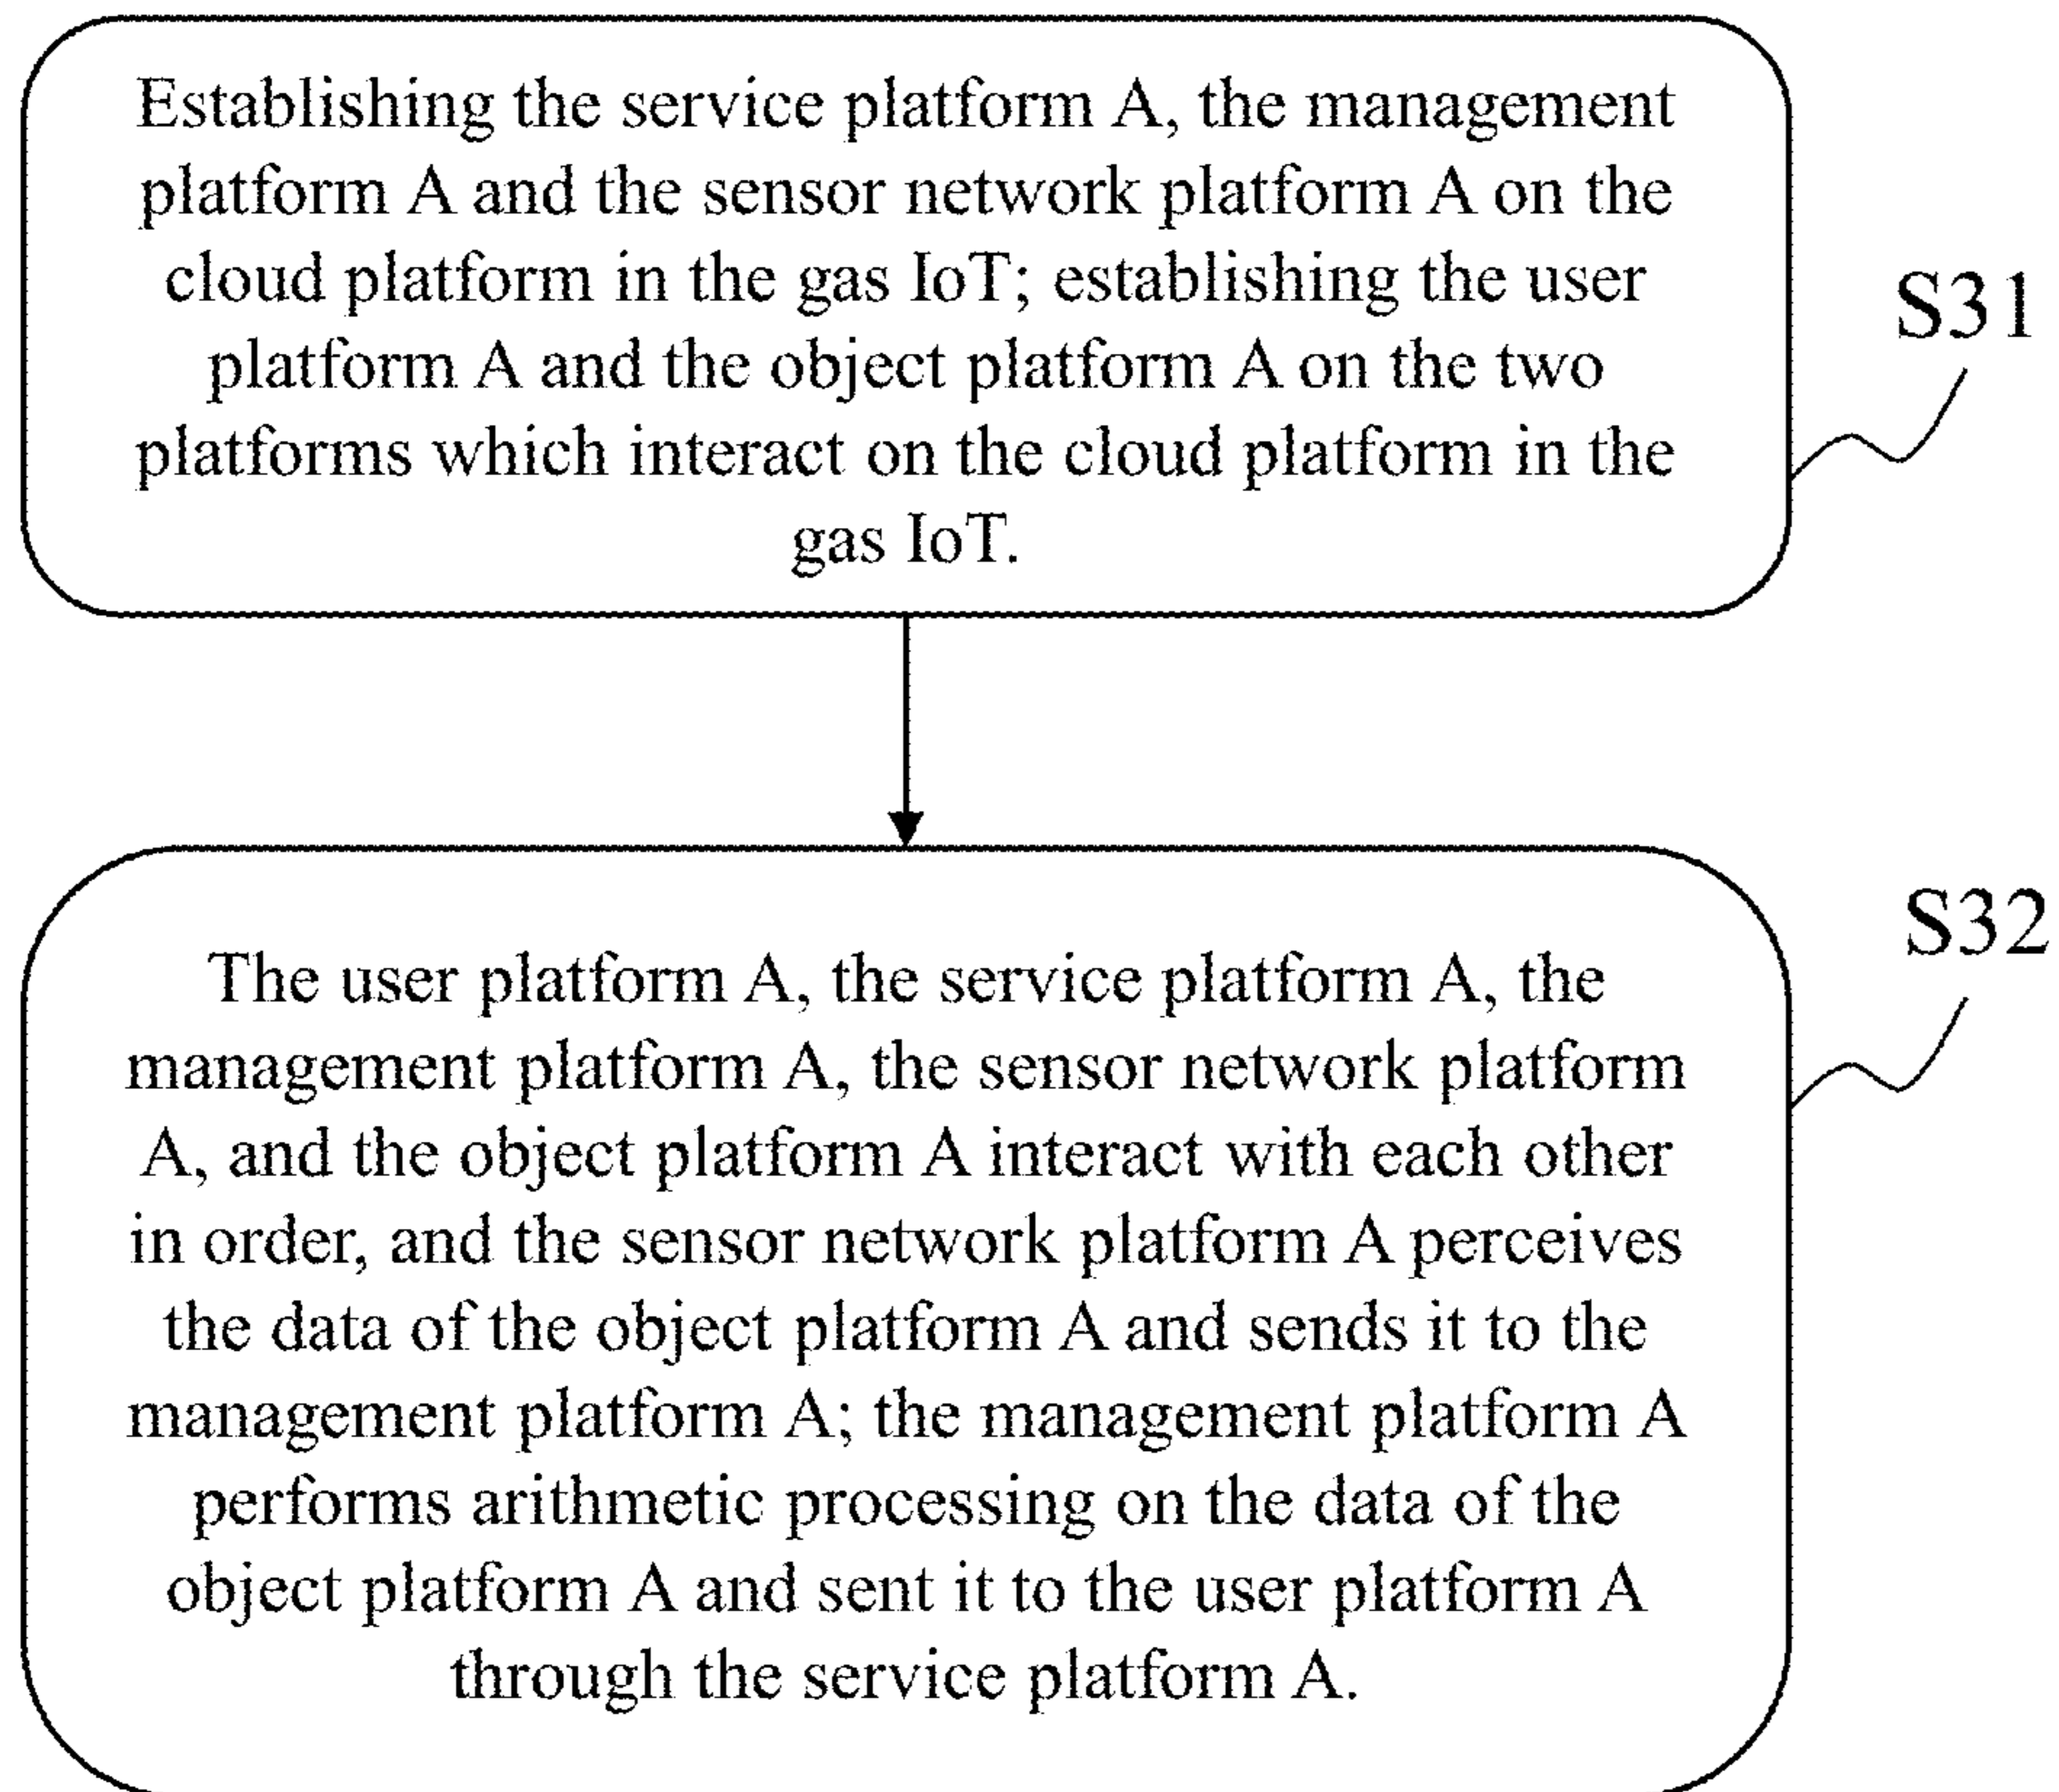 Establishing the service platform A, the management
platform A and the sensor network platform A on the
cloud platform in the gas IoT; establishing the user
platform A and the object platform A on the two
platforms which interact on the cloud platform in the
gas IoT.
S31
The user platform A, the service platform A, the
management platform A, the sensor network platform
A, and the object platform A interact with each other
in order, and the sensor network platform A perceives
the data of the object platform A and sends it to the
management platform A; the management platform A
performs arithmetic processing on the data of the
object platform A and sent it to the user platform A
through the service platform A.
S32